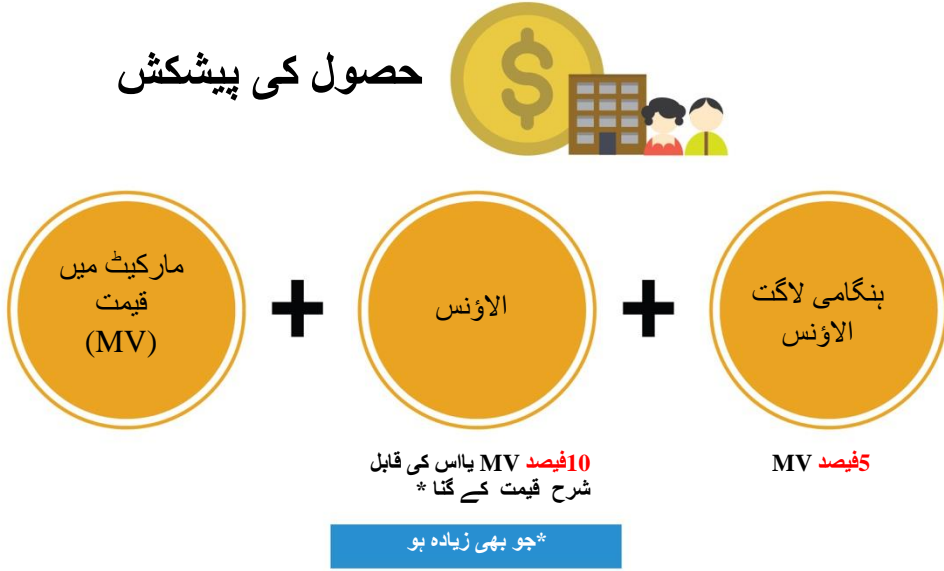 حصول کی پیشکش
$
مارکیٹ میں
قیمت
(MV)
+
الاؤنس
+
ہنگامی لاگت
الاؤنس
10فیصد MV یااس کی قابل
شرح قیمت کے گنا *
5فیصد MV
*جو بھی زیادہ ہو